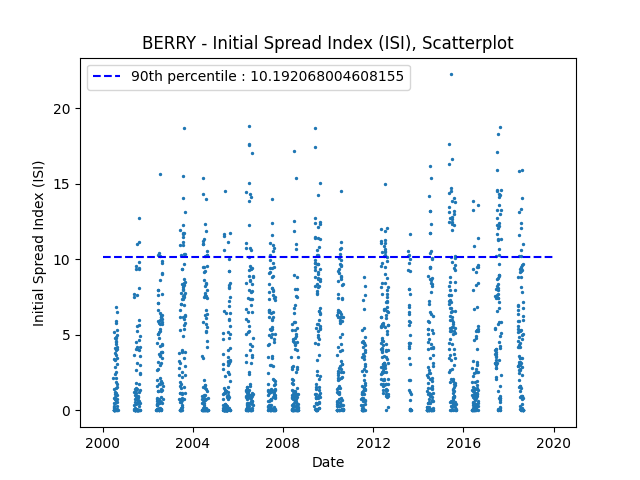 BERRY - Initial Spread Index (ISI), Scatterplot
90th percentile : 10.192068004608155
20
15
10
5
0
Initial Spread Index (ISI)
2000 2004 2008 2012 2016 2020
Date